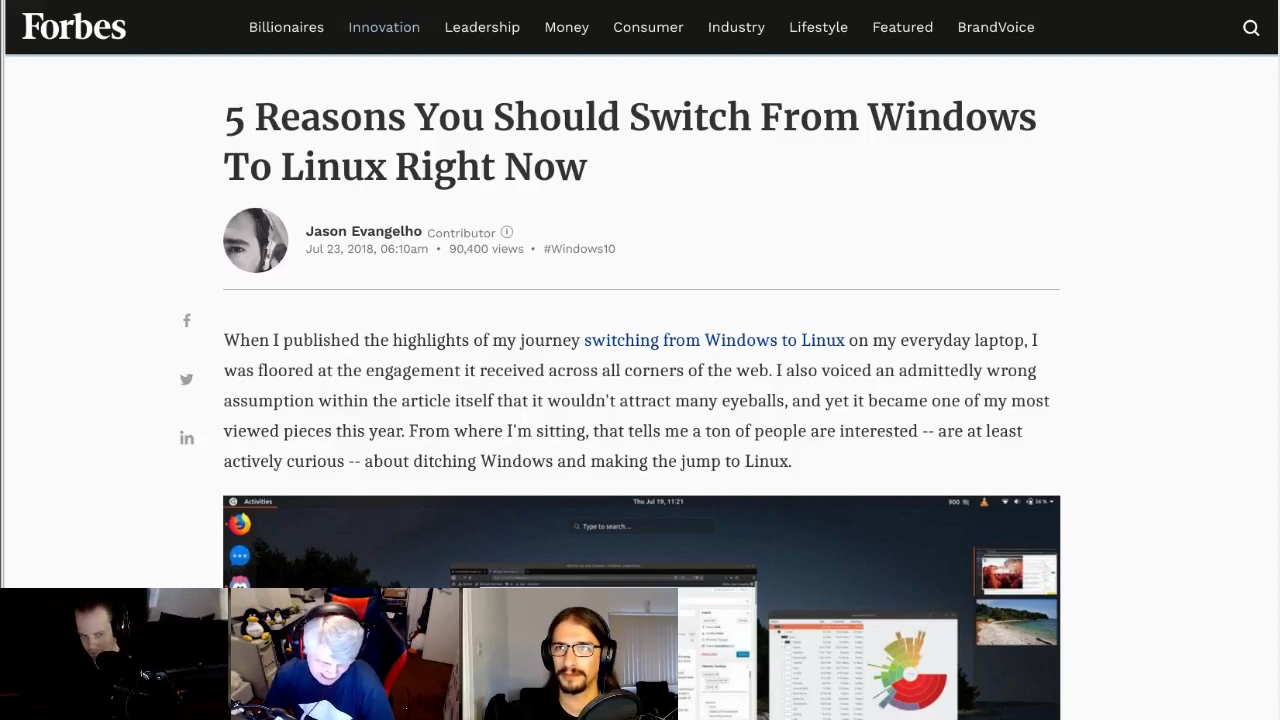 Forbes
Billionaires Innovation Leadership Money Consumer Industry Lifestyle Featured BrandVoice
5 Reasons You Should Switch From Windows
To Linux Right Now
Jason Evangelho Contributor
Jul 23, 2018, 06:10am • 90,400 views • #Windows10
When I published the highlights of my journey switching from Windows to Linux on my everyday laptop, I
was floored at the engagement it received across all corners of the web. I also voiced an admittedly wrong
assumption within the article itself that it wouldn't attract many eyeballs, and yet it became one of my most
viewed pieces this year. From where I'm sitting, that tells me a ton of people are interested -- are at least
actively curious -- about ditching Windows and making the jump to Linux.
Activities Thu Jul 19, 11:21
Type to search...